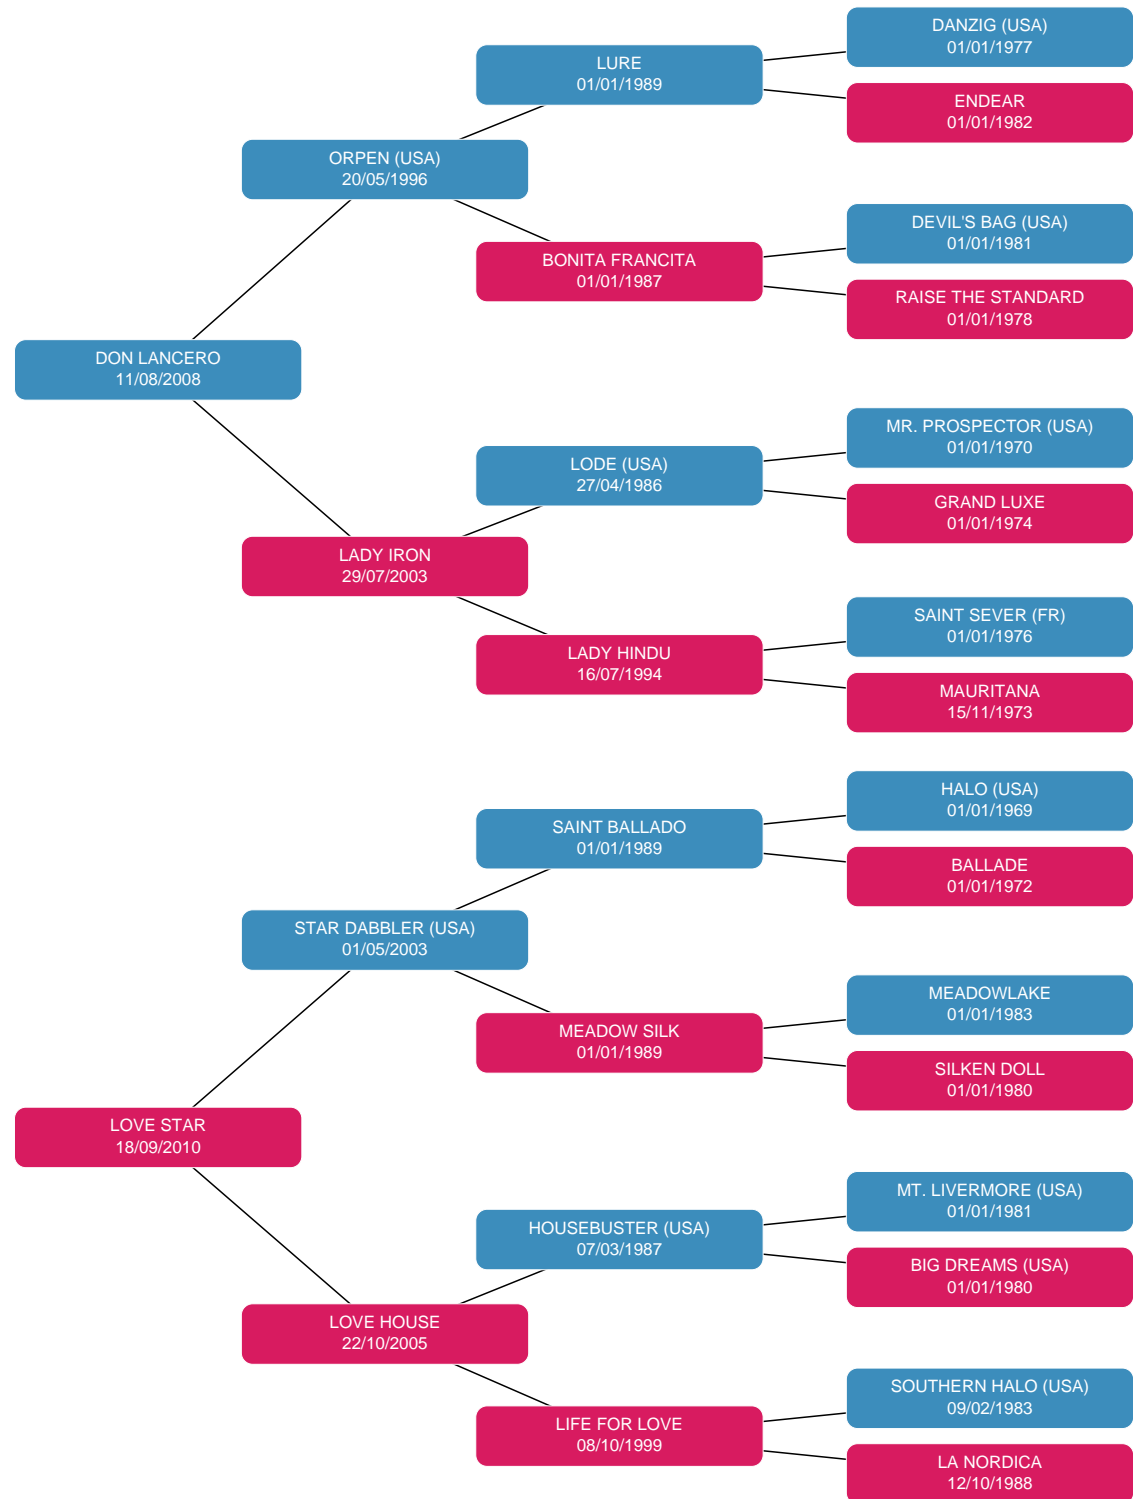 DANZIG (USA)
01/01/1977
LURE
01/01/1989
ENDEAR
01/01/1982
ORPEN (USA)
20/05/1996
DEVIL'S BAG (USA)
01/01/1981
BONITA FRANCITA
01/01/1987
RAISE THE STANDARD
01/01/1978
DON LANCERO
11/08/2008
MR. PROSPECTOR (USA)
01/01/1970
LODE (USA)
27/04/1986
GRAND LUXE
01/01/1974
LADY IRON
29/07/2003
SAINT SEVER (FR)
01/01/1976
LADY HINDU
16/07/1994
MAURITANA
15/11/1973
HALO (USA)
01/01/1969
SAINT BALLADO
01/01/1989
BALLADE
01/01/1972
STAR DABBLER (USA)
01/05/2003
MEADOWLAKE
01/01/1983
MEADOW SILK
01/01/1989
SILKEN DOLL
01/01/1980
LOVE STAR
18/09/2010
MT. LIVERMORE (USA)
01/01/1981
HOUSEBUSTER (USA)
07/03/1987
BIG DREAMS (USA)
01/01/1980
LOVE HOUSE
22/10/2005
SOUTHERN HALO (USA)
09/02/1983
LIFE FOR LOVE
08/10/1999
LA NORDICA
12/10/1988